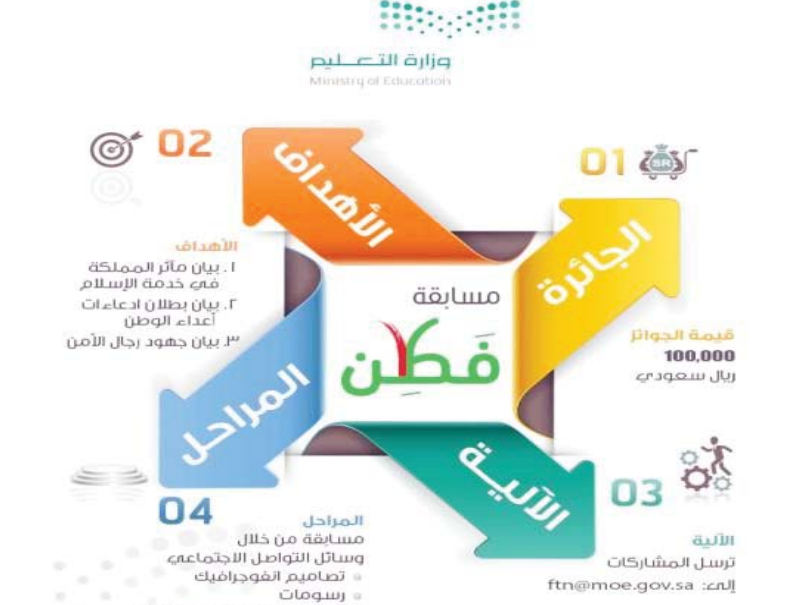 وزارة التعليم
Ministry of Education
01
SR
الجائزة
قيمة الجوائز
100,000
ريال سعودي
02
الأهداف
الأهداف
١. بيان مآثر المملكة
في خدمة الإسلام
٢. بيان بطلان ادعاءات
أعداء الوطن
٣. بيان جهود رجال الأمن
مسابقة
فَطِن
03
الآلية
الآلية
ترسل المشاركات
إلى: ftn@moe.gov.sa
04
المراحل
المراحل
مسابقة من خلال
وسائل التواصل الاجتماعي
تصاميم انفوجرافيك
رسومات